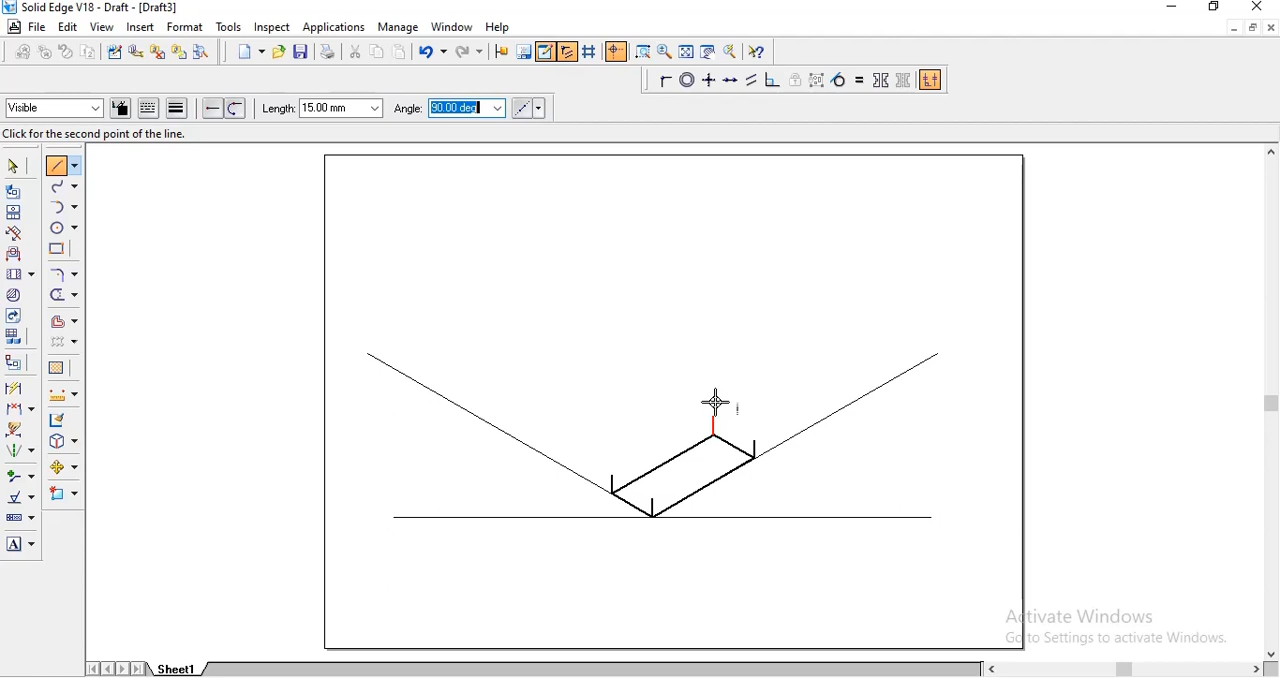 Solid Edge V18 - Draft - [Draft3]
File Edit View Insert Format Tools Inspect Applications Manage Window Help
Visible Length: 15.00 mm Angle: 90.00 deg
Click for the second point of the line.
A
Activate Windows
Go to Settings to activate Windows.
Sheet1